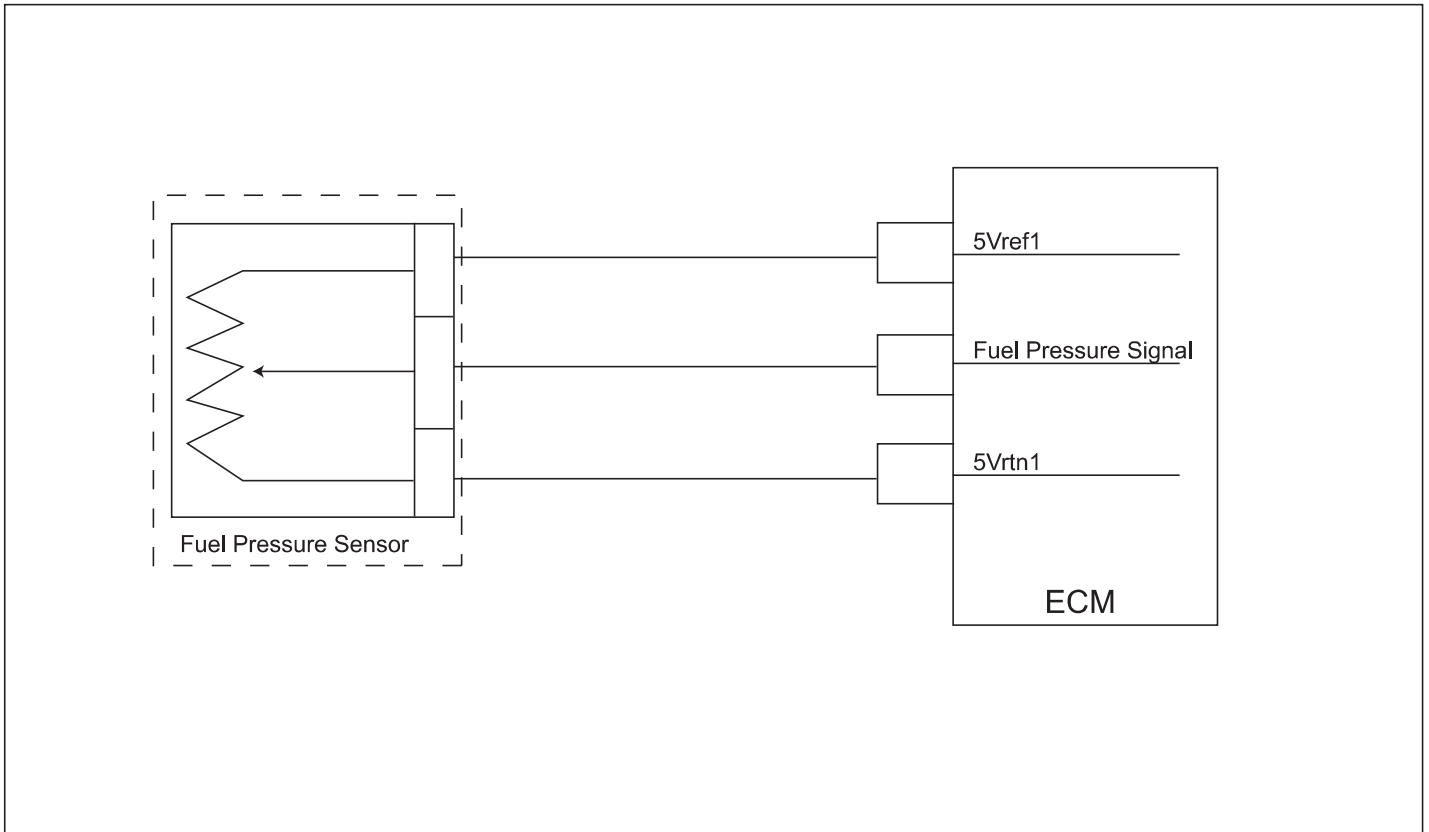 5Vref1
Fuel Pressure Signal
5Vrtn1
Fuel Pressure Sensor
ECM